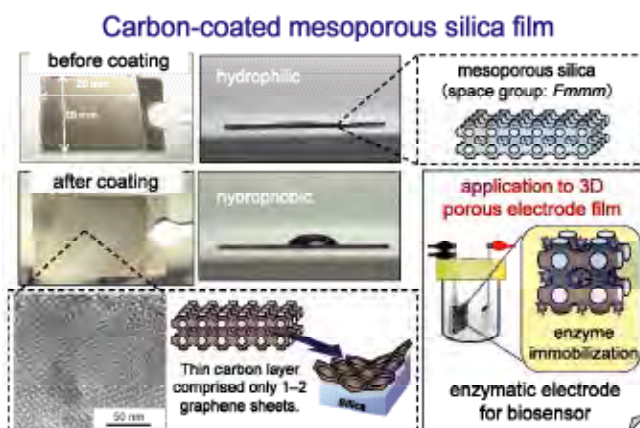 Carbon-coated mesoporous silica film
before coating
20 mm
hydrophilic
mesoporous silica
(space group: Fmmm)
after coating
hydrophobic
application to 3D
porous electrode film
enzyme
immobilization
enzymatic electrode
for biosensor
Thin carbon layer
comprised only 1–2
graphene sheets.
Silica
50 nm